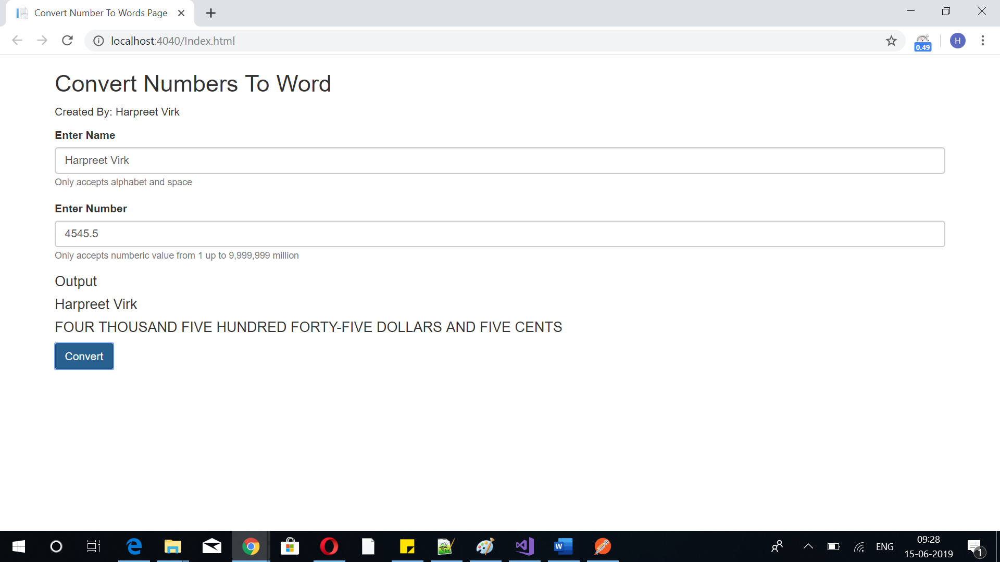 Convert Number To Words Page
localhost:4040/Index.html
0.49
H
Convert Numbers To Word
Created By: Harpreet Virk
Enter Name
Harpreet Virk
Only accepts alphabet and space
Enter Number
4545.5
Only accepts numberic value from 1 up to 9,999,999 million
Output
Harpreet Virk
FOUR THOUSAND FIVE HUNDRED FORTY-FIVE DOLLARS AND FIVE CENTS
Convert
W
ENG
09:28
15-06-2019
1